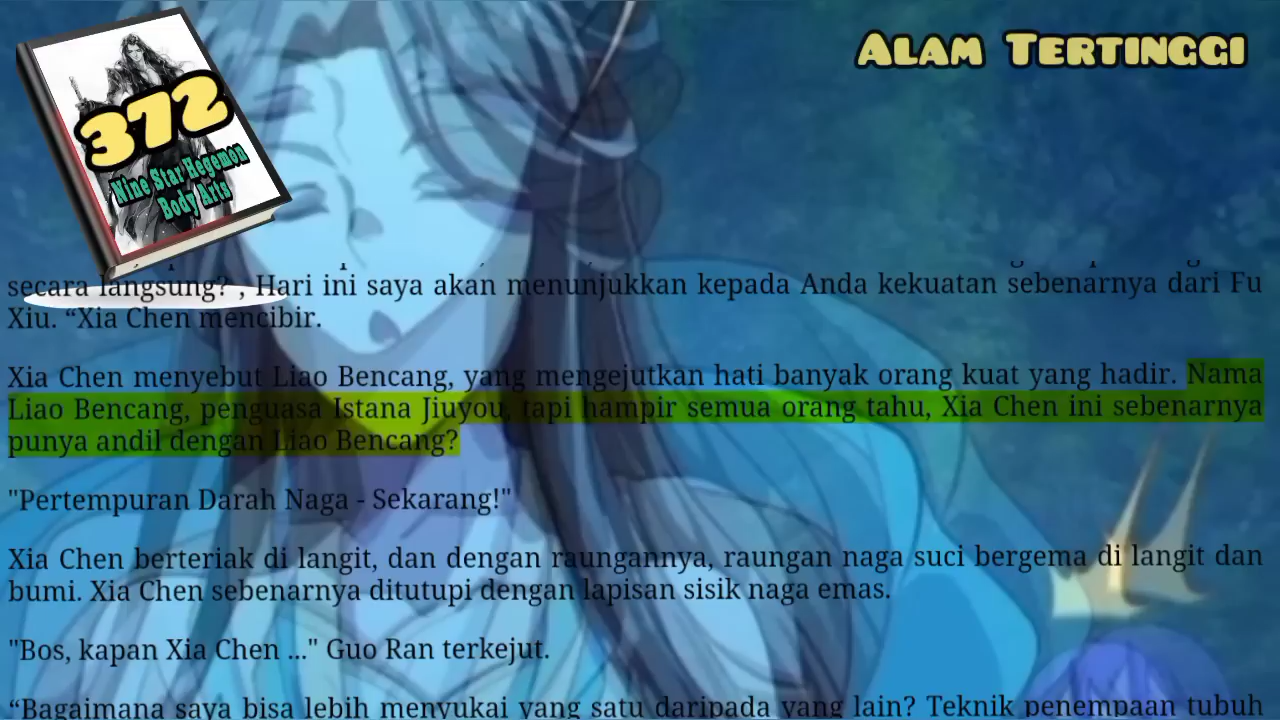 372
Nine Star Hegemon
Body Arts
ALAM TERTINGGI
secara langsung? , Hari ini saya akan menunjukkan kepada Anda kekuatan sebenarnya dari Fu
Xiu. “Xia Chen mencibir.
Xia Chen menyebut Liao Bencang, yang mengejutkan hati banyak orang kuat yang hadir. Nama
Liao Bencang, penguasa Istana Jiuyou, tapi hampir semua orang tahu, Xia Chen ini sebenarnya
punya andil dengan Liao Bencang?
"Pertempuran Darah Naga - Sekarang!"
Xia Chen berteriak di langit, dan dengan raungannya, raungan naga suci bergema di langit dan
bumi. Xia Chen sebenarnya ditutupi dengan lapisan sisik naga emas.
"Bos, kapan Xia Chen ..." Guo Ran terkejut.
“Bagaimana saya bisa lebih menyukai yang satu daripada yang lain? Teknik penempaan tubuh